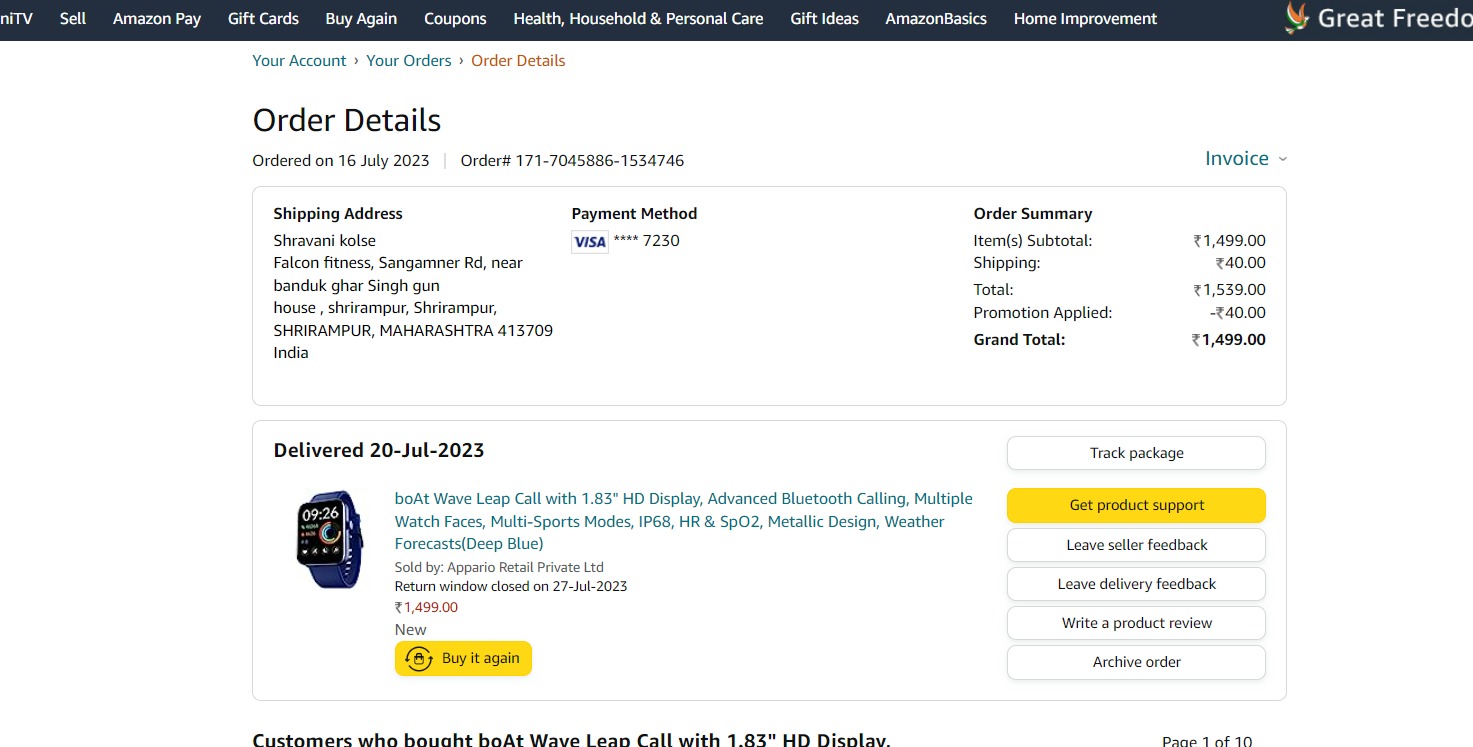 niTV Sell Amazon Pay Gift Cards Buy Again Coupons Health, Household & Personal Care Gift Ideas AmazonBasics Home Improvement Great Freedo
Your Account › Your Orders › Order Details
Order Details
Ordered on 16 July 2023 | Order# 171-7045886-1534746
Invoice
Shipping Address
Shravani kolse
Falcon fitness, Sangamner Rd, near
banduk ghar Singh gun
house , shrirampur, Shrirampur,
SHRIRAMPUR, MAHARASHTRA 413709
India
Payment Method
VISA **** 7230
Order Summary
Item(s) Subtotal: ₹1,499.00
Shipping: ₹40.00
Total: ₹1,539.00
Promotion Applied: -₹40.00
Grand Total: ₹1,499.00
Delivered 20-Jul-2023
09:26
boAt Wave Leap Call with 1.83" HD Display, Advanced Bluetooth Calling, Multiple
Watch Faces, Multi-Sports Modes, IP68, HR & SpO2, Metallic Design, Weather
Forecasts(Deep Blue)
Sold by: Appario Retail Private Ltd
Return window closed on 27-Jul-2023
₹1,499.00
New
Buy it again
Track package
Get product support
Leave seller feedback
Leave delivery feedback
Write a product review
Archive order
Customers who bought boAt Wave Leap Call with 1.83" HD Display,
Page 1 of 10